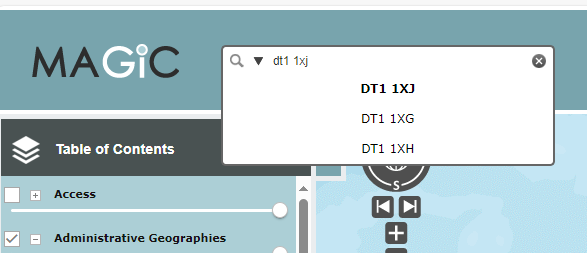 MAGiC
dt1 1xj
DT1 1XJ
DT1 1XG
DT1 1XH
Table of Contents
Access
Administrative Geographies
S